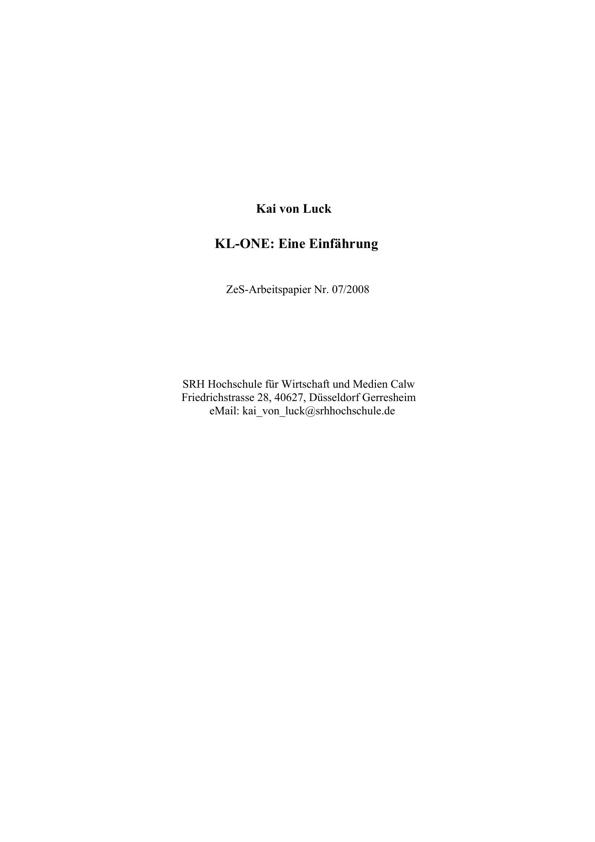 Kai von Luck
KL-ONE: Eine Einfährung
ZeS-Arbeitspapier Nr. 07/2008
SRH Hochschule für Wirtschaft und Medien Calw
Friedrichstrasse 28, 40627, Düsseldorf Gerresheim
eMail: kai_von_luck@srhhochschule.de